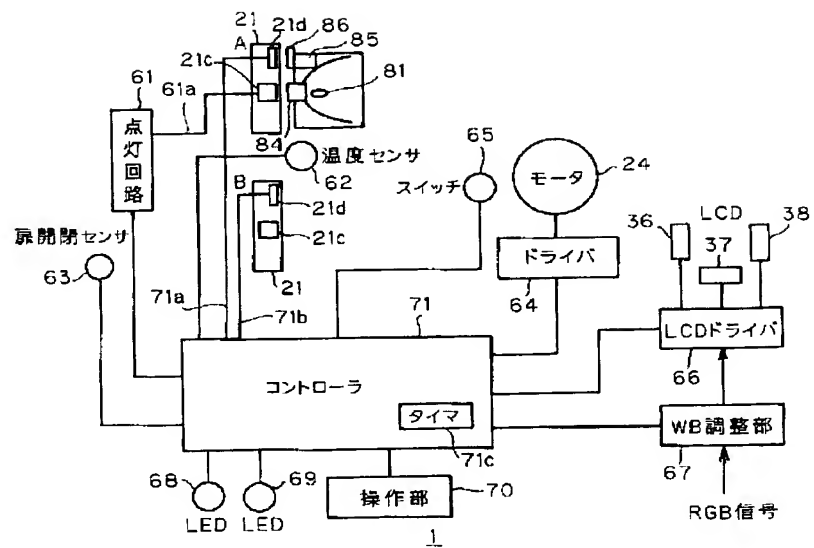 21
21d
86
85
A
21c
81
61
61a
84
点灯回路
65
温度センサ
62
スイッチ
モータ
24
B
21d
21c
21
36
LCD
38
37
扉開閉センサ
63
ドライバ
64
71a
71b
71
LCDドライバ
66
コントローラ
タイマ
71c
WB調整部
67
68
69
LED
LED
操作部
70
RGB信号
1